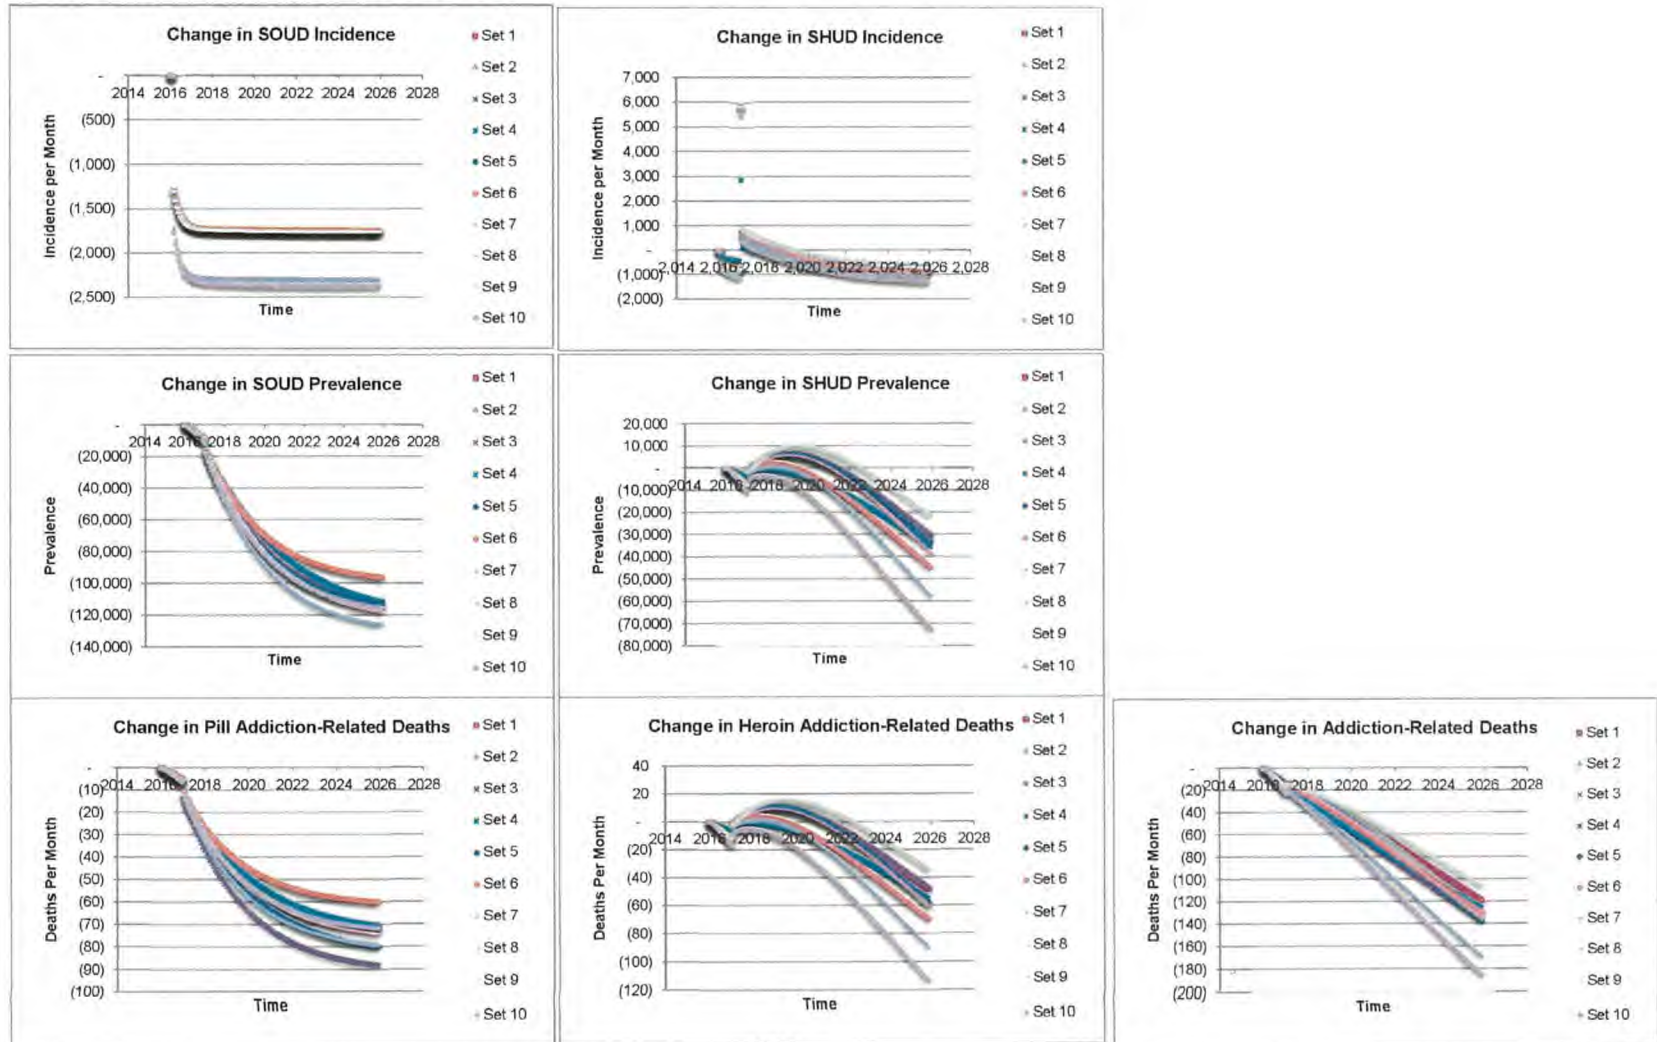 Change in SOUD Incidence
Incidence per Month
-
(500)
(1,000)
(1,500)
(2,000)
(2,500)
2014 2016 2018 2020 2022 2024 2026 2028
Time
Set 1
Set 2
Set 3
Set 4
Set 5
Set 6
Set 7
Set 8
Set 9
Set 10
Change in SHUD Incidence
Incidence per Month
7,000
6,000
5,000
4,000
3,000
2,000
1,000
-
(1,000)
(2,000)
2,014 2,016 2,018 2,020 2,022 2,024 2,026 2,028
Time
Set 1
Set 2
Set 3
Set 4
Set 5
Set 6
Set 7
Set 8
Set 9
Set 10
Change in SOUD Prevalence
Prevalence
-
(20,000)
(40,000)
(60,000)
(80,000)
(100,000)
(120,000)
(140,000)
2014 2016 2018 2020 2022 2024 2026 2028
Time
Set 1
Set 2
Set 3
Set 4
Set 5
Set 6
Set 7
Set 8
Set 9
Set 10
Change in SHUD Prevalence
Prevalence
20,000
10,000
-
(10,000)
(20,000)
(30,000)
(40,000)
(50,000)
(60,000)
(70,000)
(80,000)
2014 2016 2018 2020 2022 2024 2026 2028
Time
Set 1
Set 2
Set 3
Set 4
Set 5
Set 6
Set 7
Set 8
Set 9
Set 10
Change in Pill Addiction-Related Deaths
Deaths Per Month
-
(10)
(20)
(30)
(40)
(50)
(60)
(70)
(80)
(90)
(100)
2014 2016 2018 2020 2022 2024 2026 2028
Time
Set 1
Set 2
Set 3
Set 4
Set 5
Set 6
Set 7
Set 8
Set 9
Set 10
Change in Heroin Addiction-Related Deaths
Deaths Per Month
40
20
-
(20)
(40)
(60)
(80)
(100)
(120)
2014 2016 2018 2020 2022 2024 2026 2028
Time
Set 1
Set 2
Set 3
Set 4
Set 5
Set 6
Set 7
Set 8
Set 9
Set 10
Change in Addiction-Related Deaths
Deaths Per Month
-
(20)
(40)
(60)
(80)
(100)
(120)
(140)
(160)
(180)
(200)
2014 2016 2018 2020 2022 2024 2026 2028
Time
Set 1
Set 2
Set 3
Set 4
Set 5
Set 6
Set 7
Set 8
Set 9
Set 10